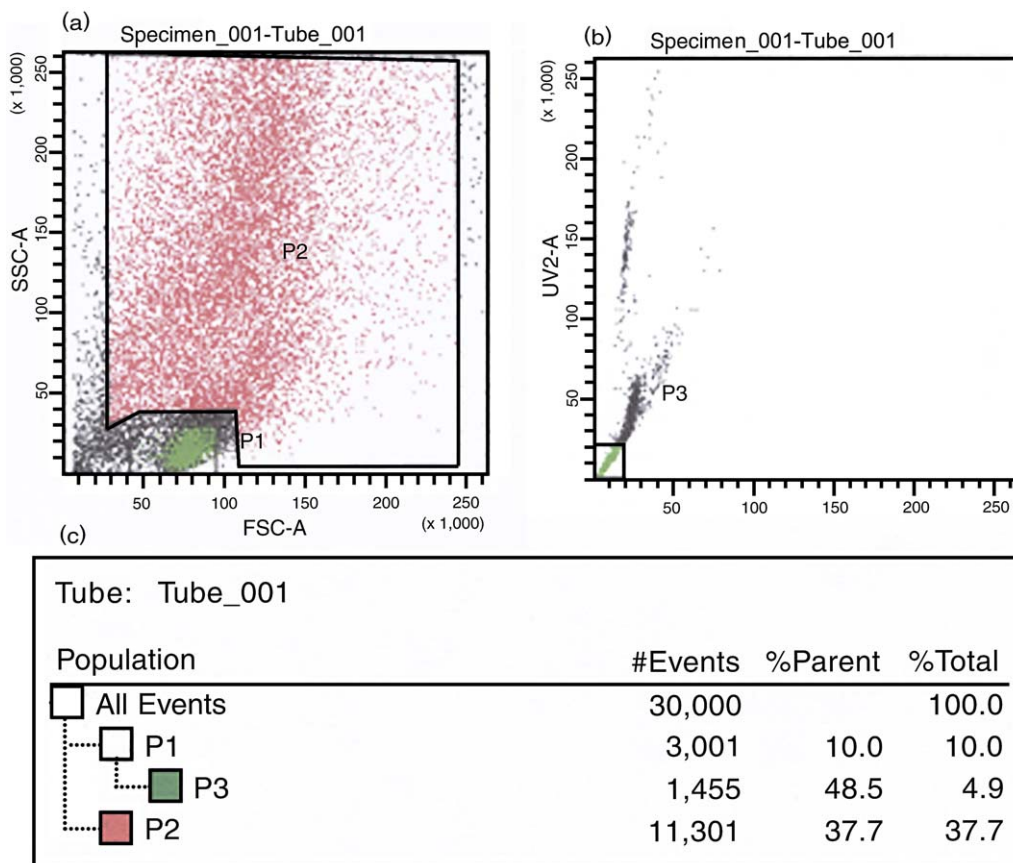 (a)
Specimen_001-Tube_001
(x 1,000)
250
200
150
100
50
SSC-A
P2
P1
50 100 150 200 250
FSC-A (x 1,000)
(b)
Specimen_001-Tube_001
(x 1,000)
250
200
150
100
50
UV2-A
P3
50 100 150 200 250
(c)
Tube: Tube_001
Population #Events %Parent %Total
All Events 30,000 100.0
P1 3,001 10.0 10.0
P3 1,455 48.5 4.9
P2 11,301 37.7 37.7